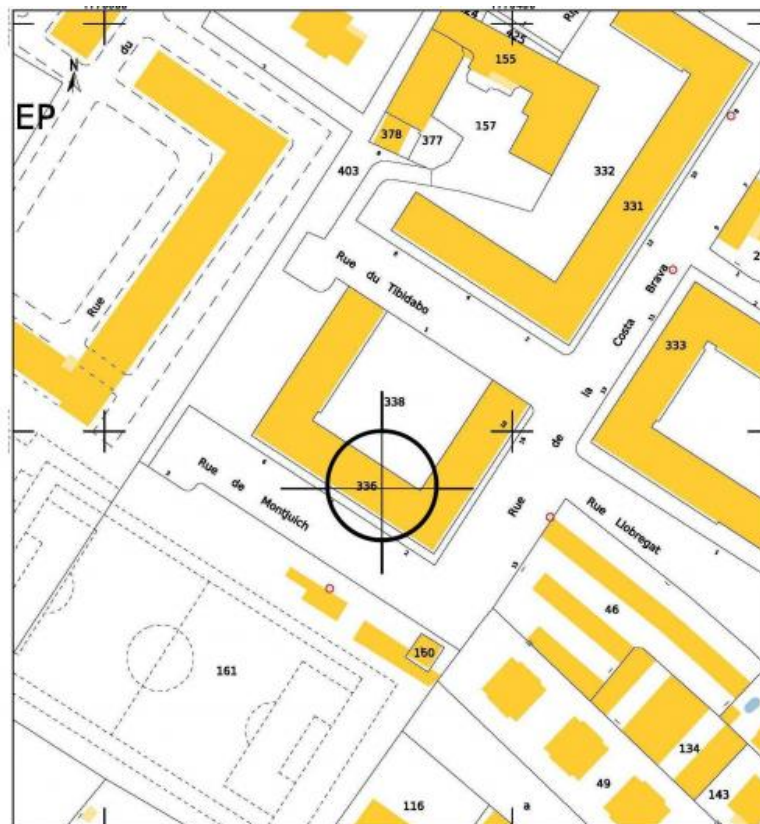 du
N
EP
155
425
378
377
157
403
332
331
Rue
Rue du Tibidabo
Rue de la Costa Brava
333
338
336
Rue de Montjuich
Rue Llobregat
46
160
161
134
49
143
116
a